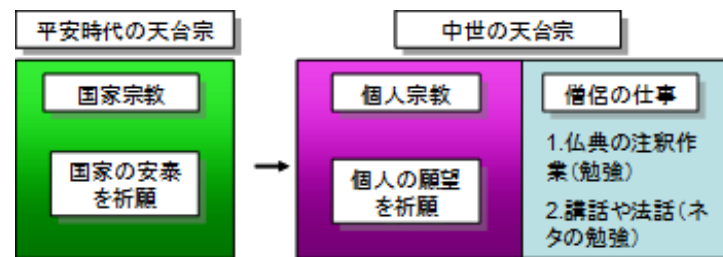 平安時代の天台宗
中世の天台宗
国家宗教
国家の安泰
を祈願
個人宗教
個人の願望
を祈願
僧侶の仕事
1.仏典の注釈作
業(勉強)
2.講話や法話(ネ
タの勉強)